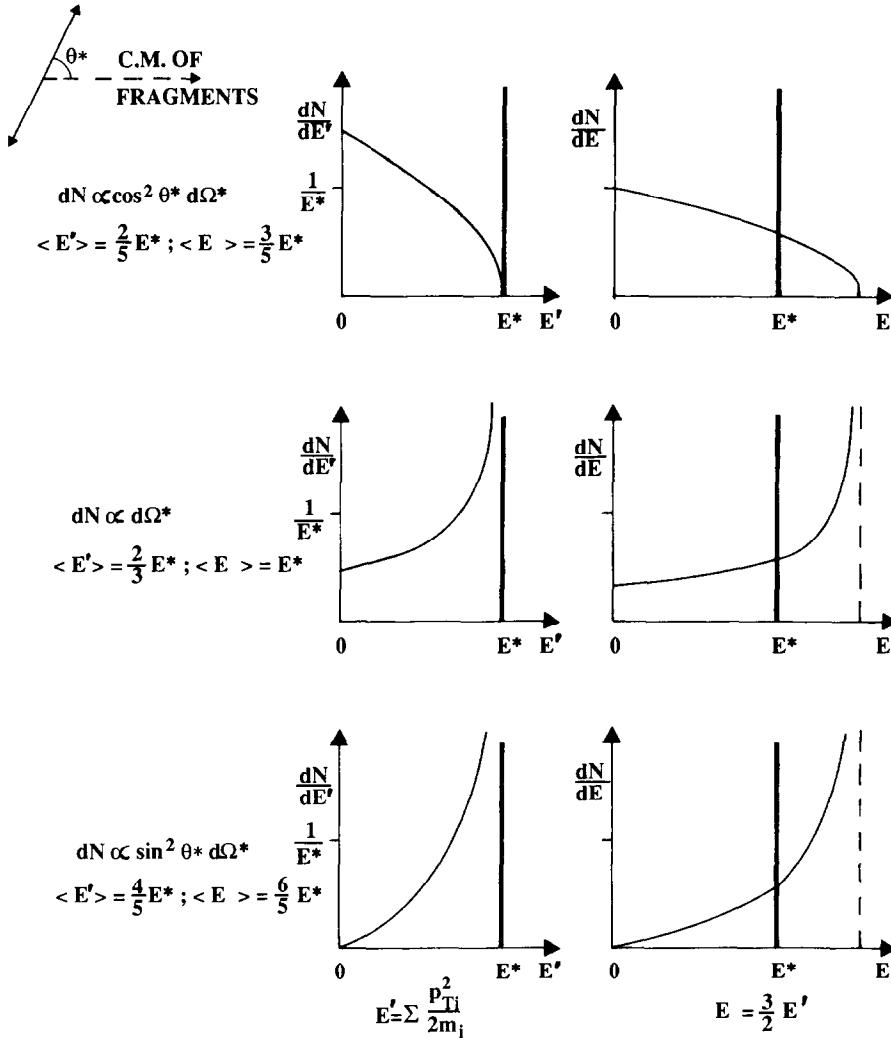 θ*
C.M. OF
FRAGMENTS
dN ∝ cos² θ* dΩ*
< E′> = 2/5 E* ; < E > = 3/5 E*
dN/dE′
1/E*
0 E* E′
dN/dE
0 E* E
dN ∝ dΩ*
< E′> = 2/3 E* ; < E > = E*
dN/dE′
1/E*
0 E* E′
dN/dE
0 E* E
dN ∝ sin² θ* dΩ*
< E′> = 4/5 E* ; < E > = 6/5 E*
dN/dE′
1/E*
0 E* E′
dN/dE
0 E* E
E′= Σ p²Ti/2mi
E = 3/2 E′